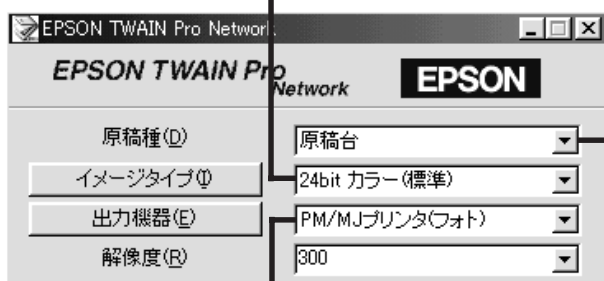 EPSON TWAIN Pro Network
EPSON TWAIN Pro Network EPSON
原稿種(D) 原稿台
イメージタイプ(I) 24bit カラー(標準)
出力機器(E) PM/MJプリンタ(フォト)
解像度(R) 300